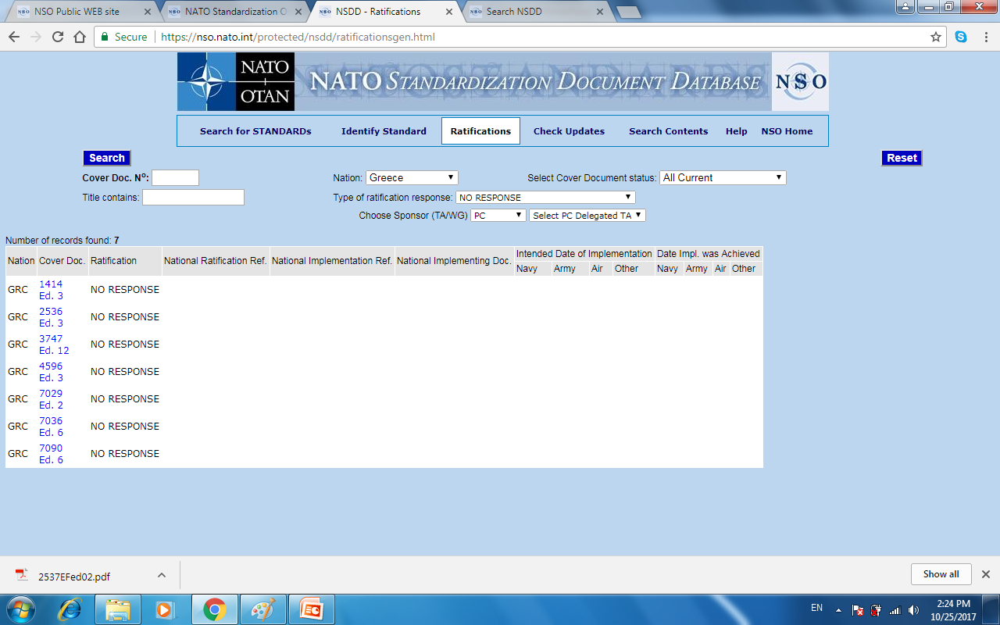 NSO Public WEB site
NATO Standardization O
NSDD - Ratifications
Search NSDD
Secure https://nso.nato.int/protected/nsdd/ratificationsgen.html
NATO
OTAN
NATO STANDARDIZATION DOCUMENT DATABASE
NSO
Search for STANDARDs Identify Standard Ratifications Check Updates Search Contents Help NSO Home
Search Reset
Cover Doc. Nº: Nation: Greece Select Cover Document status: All Current
Title contains: Type of ratification response: NO RESPONSE
Choose Sponsor (TA/WG) PC Select PC Delegated TA
Number of records found: 7
Nation Cover Doc. Ratification National Ratification Ref. National Implementation Ref. National Implementing Doc. Intended Date of Implementation Date Impl. was Achieved
Navy Army Air Other Navy Army Air Other
GRC 1414 Ed. 3 NO RESPONSE
GRC 2536 Ed. 3 NO RESPONSE
GRC 3747 Ed. 12 NO RESPONSE
GRC 4596 Ed. 3 NO RESPONSE
GRC 7029 Ed. 2 NO RESPONSE
GRC 7036 Ed. 6 NO RESPONSE
GRC 7090 Ed. 6 NO RESPONSE
2537EFed02.pdf Show all
EN 2:24 PM
10/25/2017